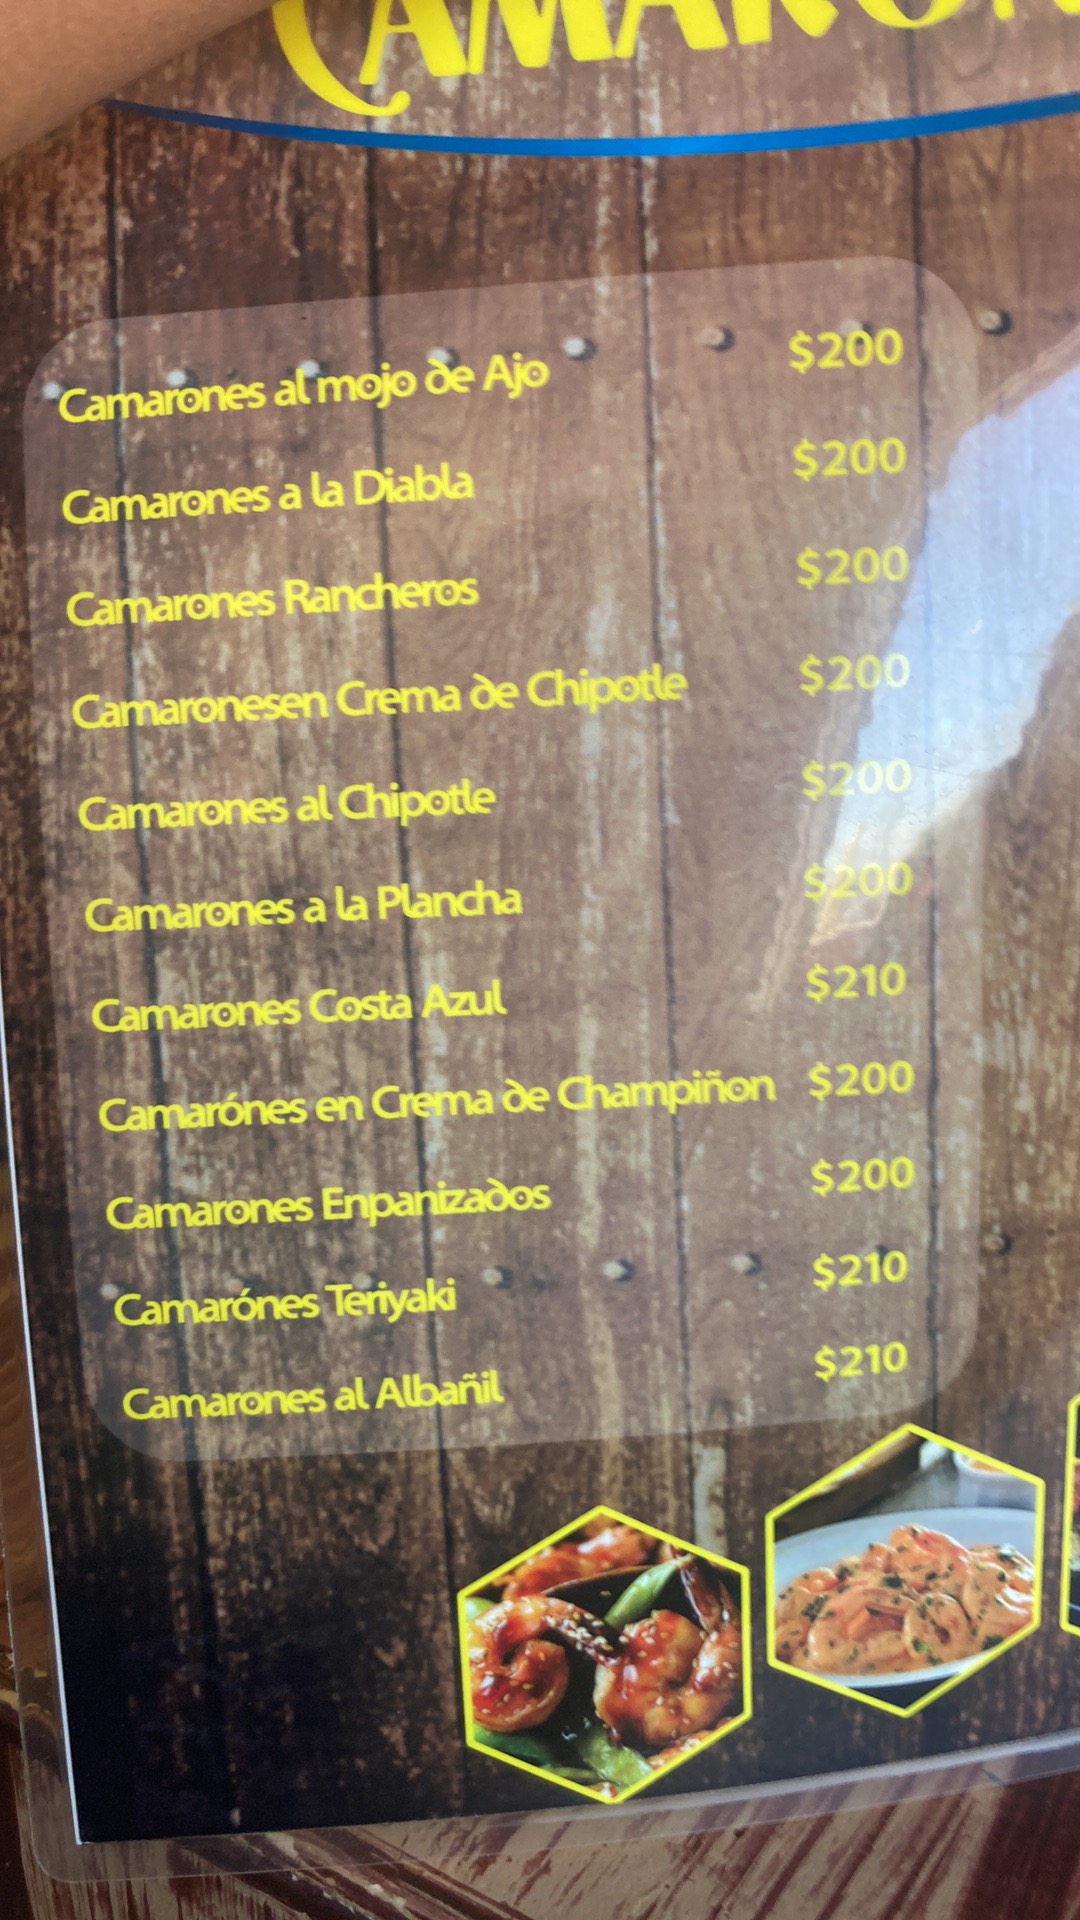 Camarones al mojo de Ajo $200
Camarones a la Diabla $200
Camarones Rancheros $200
Camaronesen Crema de Chipotle $200
Camarones al Chipotle $200
Camarones a la Plancha $200
Camarones Costa Azul $210
Camarónes en Crema de Champiñon $200
Camarones Enpanizados $200
Camarónes Teriyaki $210
Camarones al Albañil $210